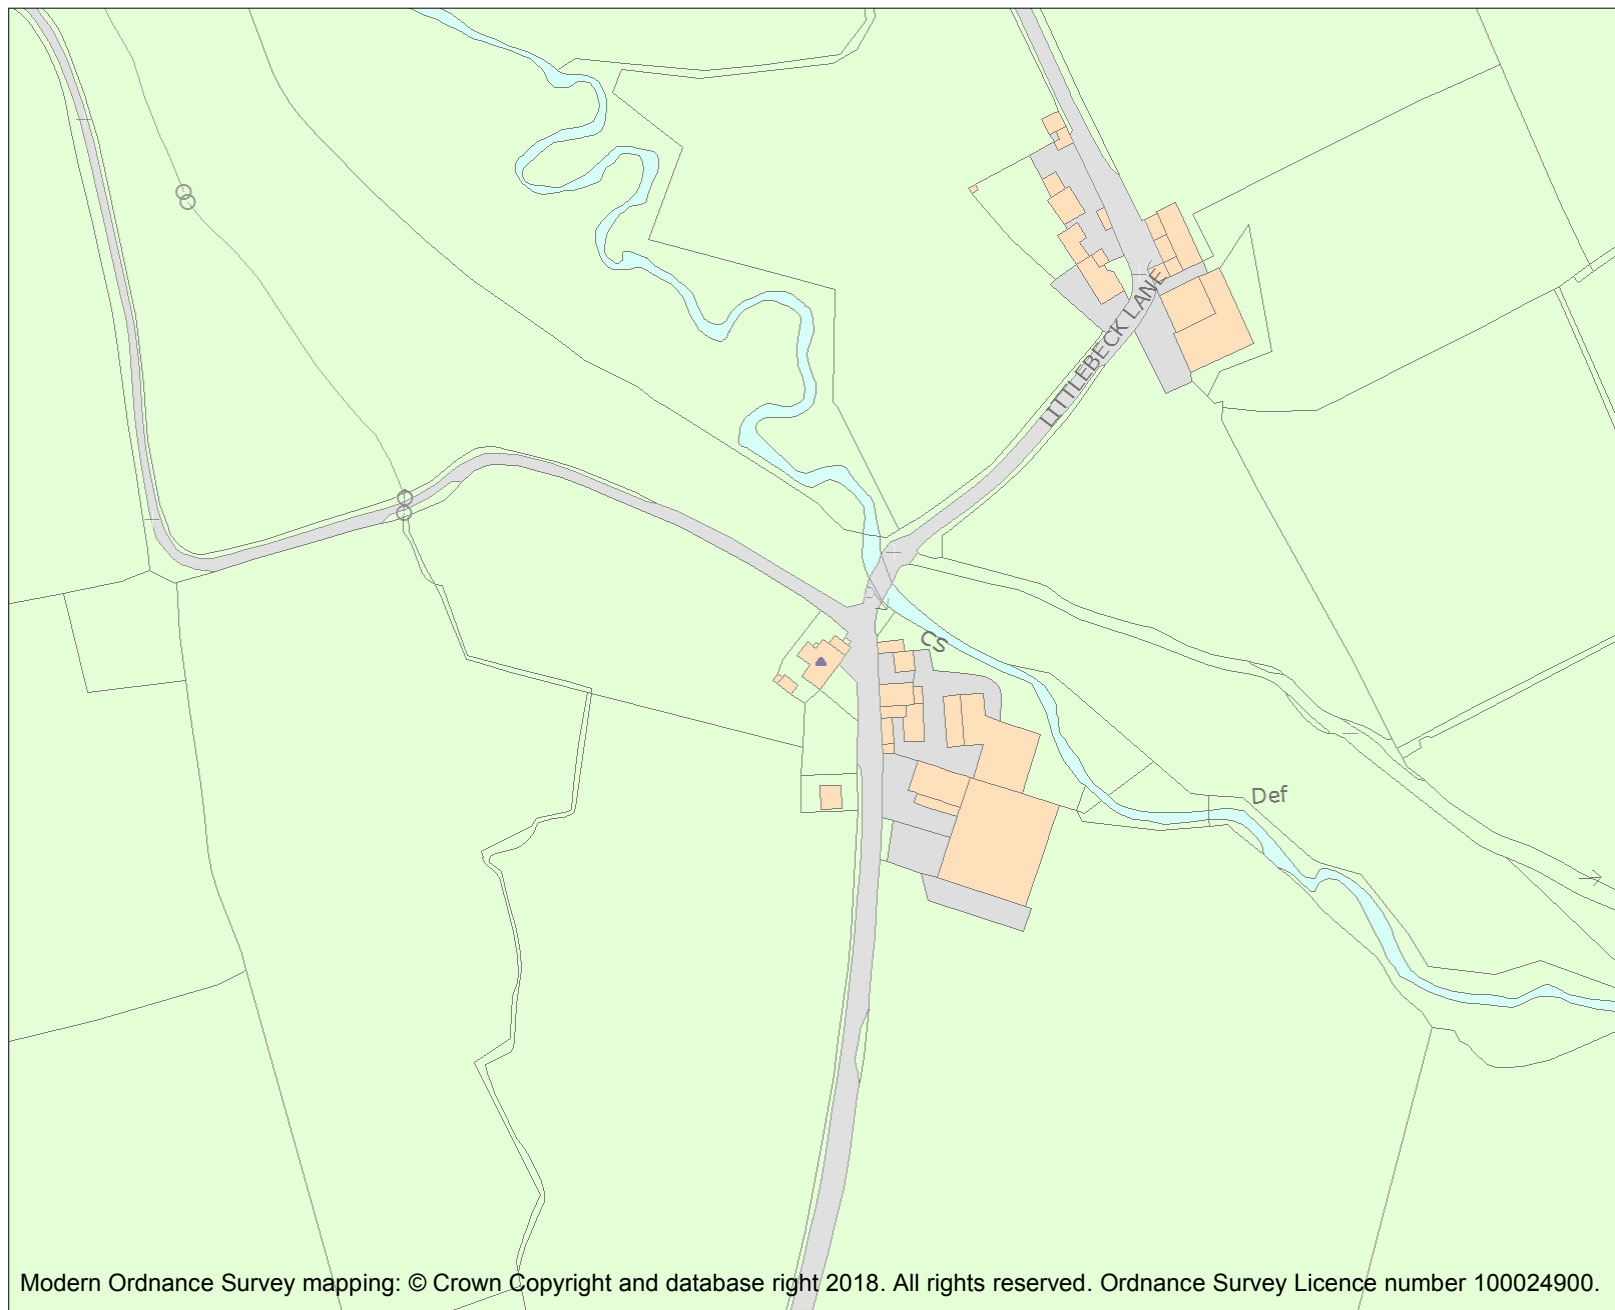 LITTLEBECK LANE
CS
Def
Modern Ordnance Survey mapping: © Crown Copyright and database right 2018. All rights reserved. Ordnance Survey Licence number 100024900.